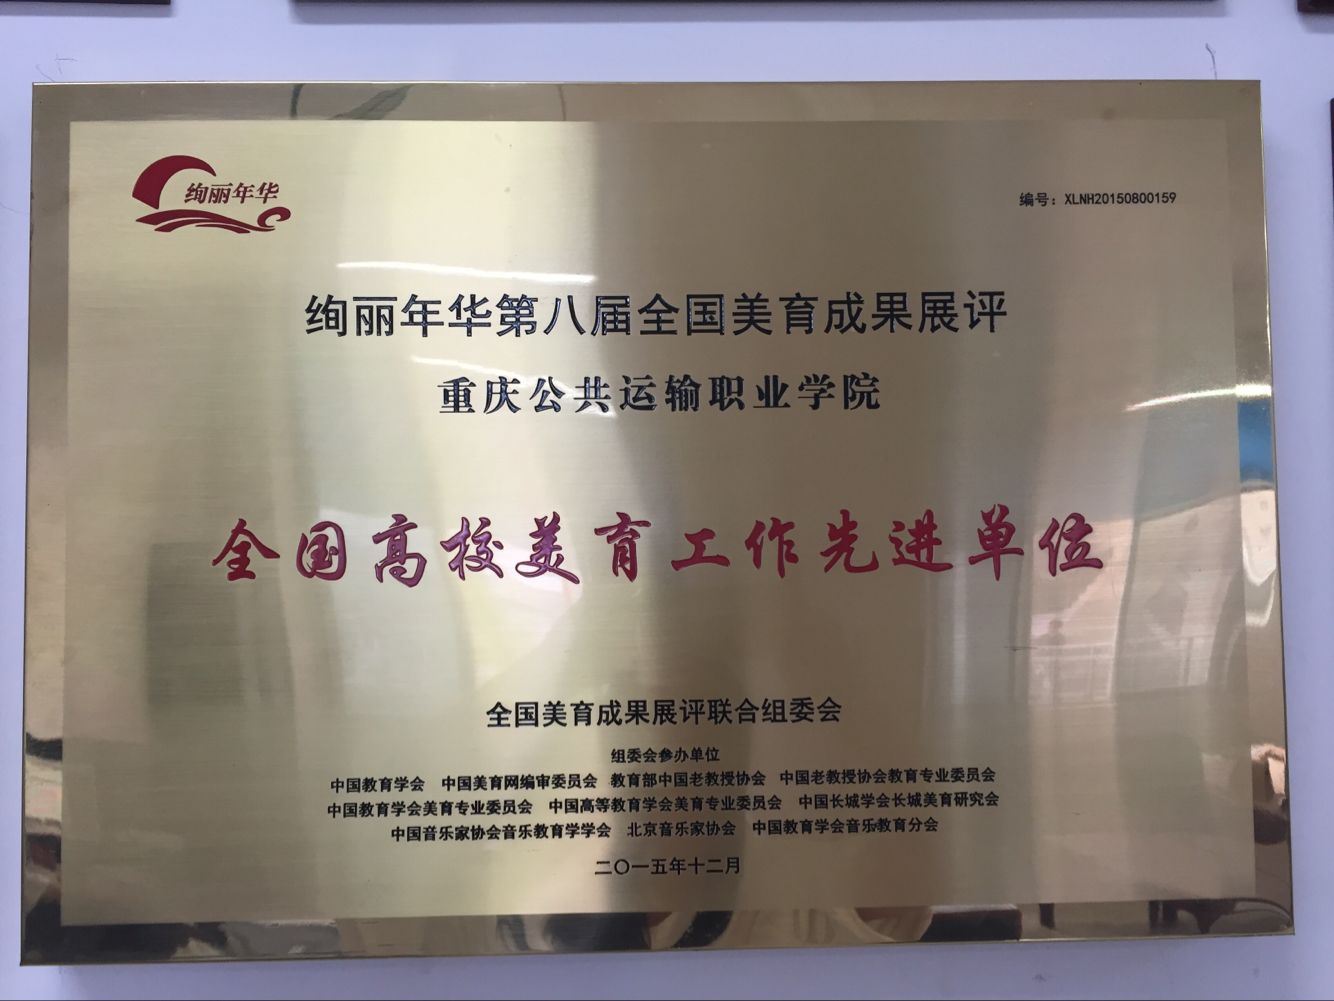 绚丽年华
编号：XLNH20150800159
绚丽年华第八届全国美育成果展评
重庆公共运输职业学院
全国高校美育工作先进单位
全国美育成果展评联合组委会
组委会参办单位
中国教育学会 中国美育网编审委员会 教育部中国老教授协会 中国老教授协会教育专业委员会
中国教育学会美育专业委员会 中国高等教育学会美育专业委员会 中国长城学会长城美育研究会
中国音乐家协会音乐教育学学会 北京音乐家协会 中国教育学会音乐教育分会
二〇一五年十二月